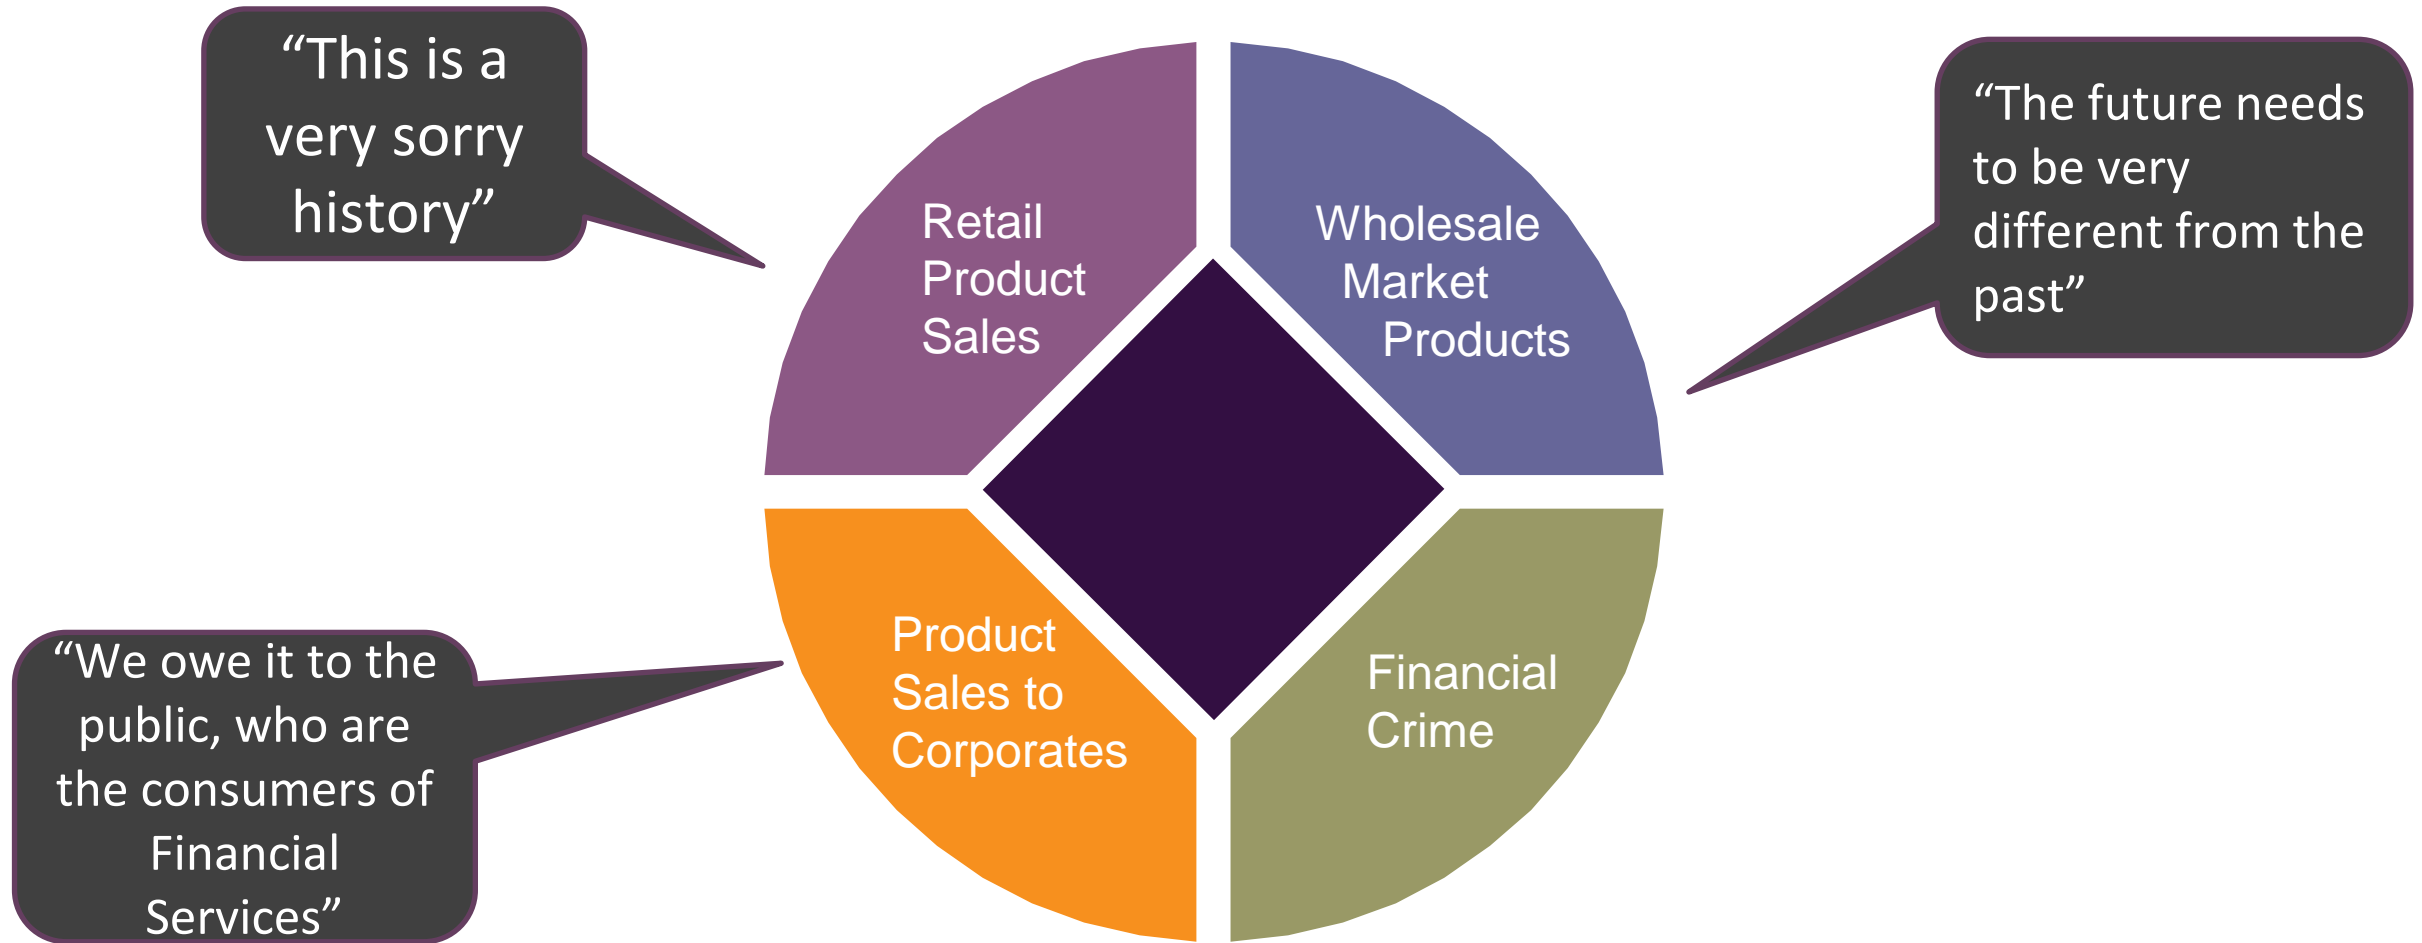 “This is a
very sorry
history”
Retail
Product
Sales
Wholesale
Market
Products
“The future needs
to be very
different from the
past”
“We owe it to the
public, who are
the consumers of
Financial
Services”
Product
Sales to
Corporates
Financial
Crime